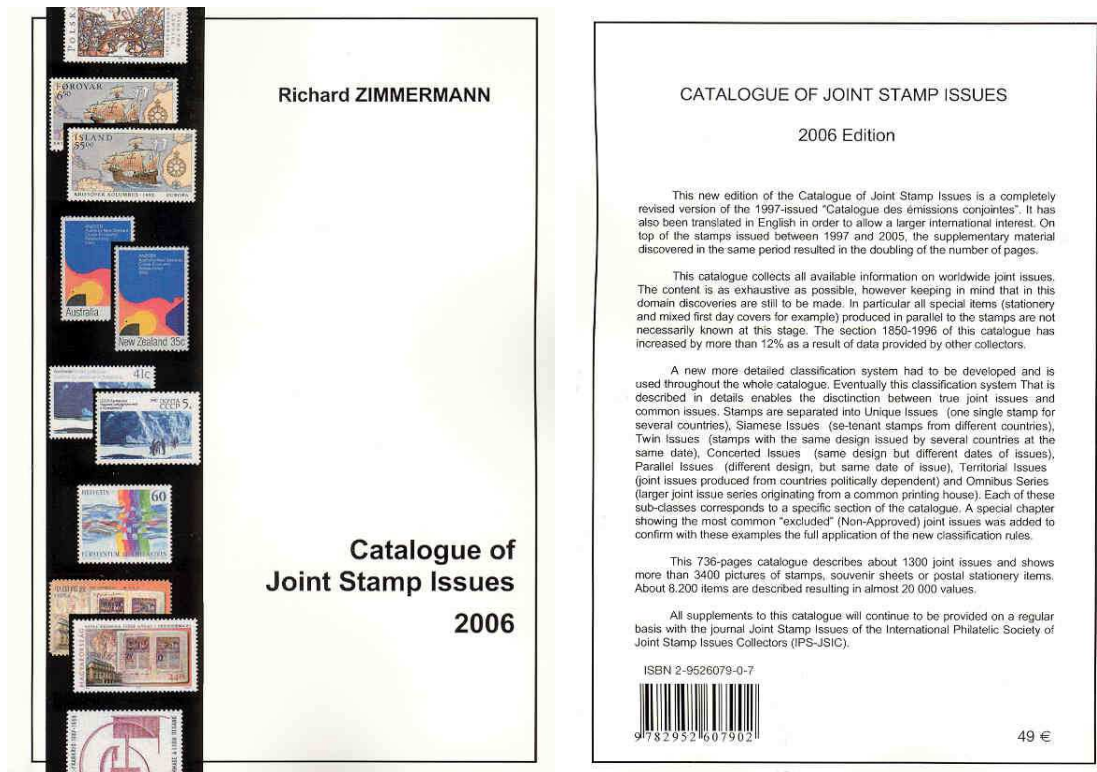 POLSKA
FØROYAR
650
ÍSLAND
5500
KRISTÓFER KÓLUMBUS · 1492 EUROPA
Australia
New Zealand 35c
41c
ПОЧТА
СССР 5к
HELVETIA 60
FÜRSTENTUM LIECHTENSTEIN
MAGYARORSZÁG
44Ft
Richard ZIMMERMANN
Catalogue of
Joint Stamp Issues
2006
CATALOGUE OF JOINT STAMP ISSUES
2006 Edition
This new edition of the Catalogue of Joint Stamp Issues is a completely
revised version of the 1997-issued "Catalogue des émissions conjointes". It has
also been translated in English in order to allow a larger international interest. On
top of the stamps issued between 1997 and 2005, the supplementary material
discovered in the same period resulted in the doubling of the number of pages.
This catalogue collects all available information on worldwide joint issues.
The content is as exhaustive as possible, however keeping in mind that in this
domain discoveries are still to be made. In particular all special items (stationery
and mixed first day covers for example) produced in parallel to the stamps are not
necessarily known at this stage. The section 1850-1996 of this catalogue has
increased by more than 12% as a result of data provided by other collectors.
A new more detailed classification system had to be developed and is
used throughout the whole catalogue. Eventually this classification system That is
described in details enables the disctinction between true joint issues and
common issues. Stamps are separated into Unique Issues (one single stamp for
several countries), Siamese Issues (se-tenant stamps from different countries),
Twin Issues (stamps with the same design issued by several countries at the
same date), Concerted Issues (same design but different dates of issues),
Parallel Issues (different design, but same date of issue), Territorial Issues
(joint issues produced from countries politically dependent) and Omnibus Series
(larger joint issue series originating from a common printing house). Each of these
sub-classes corresponds to a specific section of the catalogue. A special chapter
showing the most common "excluded" (Non-Approved) joint issues was added to
confirm with these examples the full application of the new classification rules.
This 736-pages catalogue describes about 1300 joint issues and shows
more than 3400 pictures of stamps, souvenir sheets or postal stationery items.
About 8.200 items are described resulting in almost 20 000 values.
All supplements to this catalogue will continue to be provided on a regular
basis with the journal Joint Stamp Issues of the International Philatelic Society of
Joint Stamp Issues Collectors (IPS-JSIC).
ISBN 2-9526079-0-7
9 782952 607902
49 €